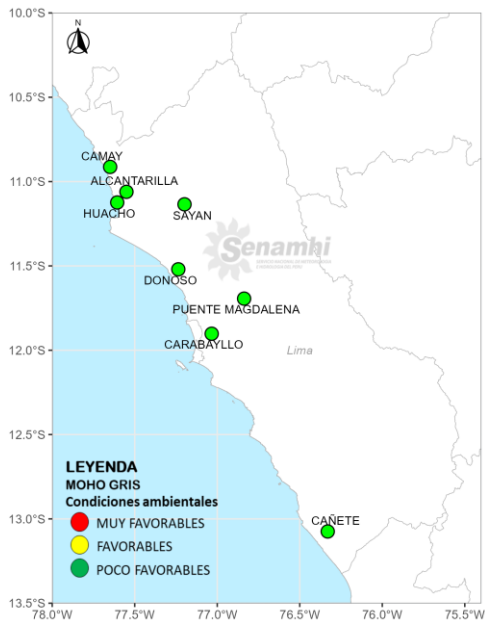 10.0°S
N
10.5°S
CAMAY
11.0°S
ALCANTARILLA
HUACHO
SAYAN
Senamhi
11.5°S
DONOSO
PUENTE MAGDALENA
12.0°S
CARABAYLLO
Lima
12.5°S
LEYENDA
MOHO GRIS
Condiciones ambientales
13.0°S
CAÑETE
MUY FAVORABLES
FAVORABLES
POCO FAVORABLES
13.5°S
78.0°W 77.5°W 77.0°W 76.5°W 76.0°W 75.5°W